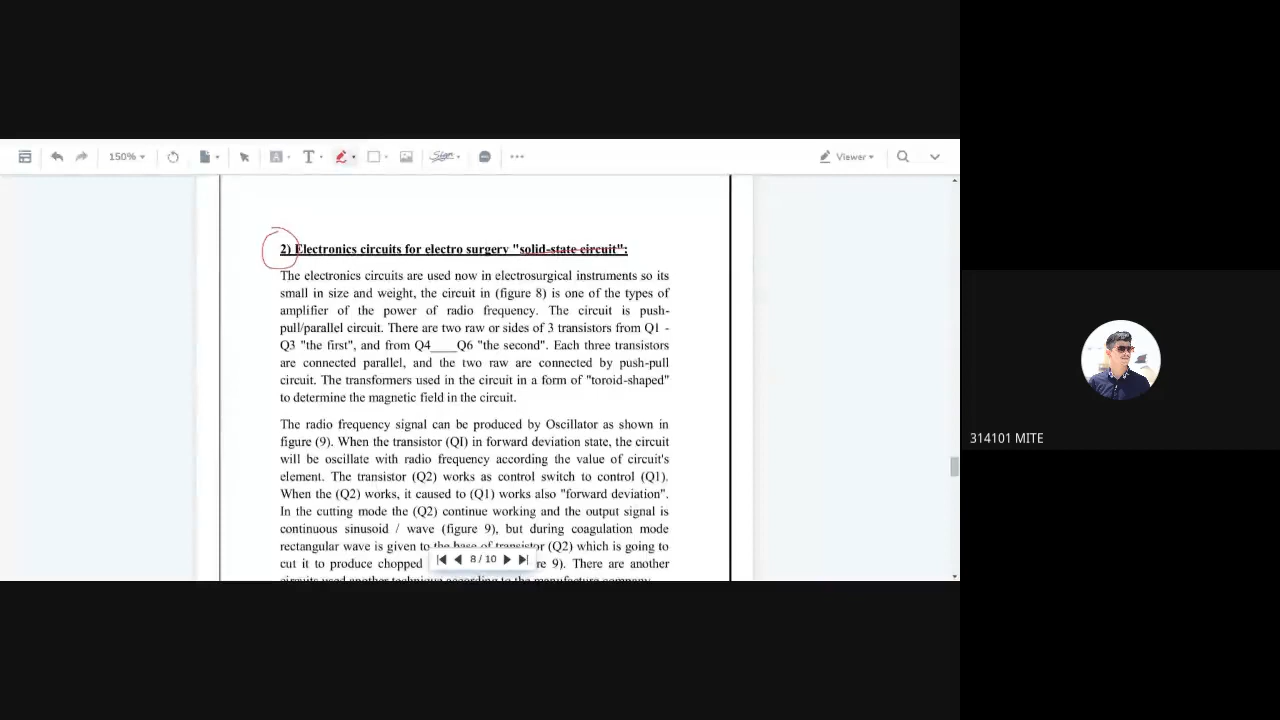 150%
T
Sign
Viewer
2) Electronics circuits for electro surgery "solid-state circuit":
The electronics circuits are used now in electrosurgical instruments so its
small in size and weight, the circuit in (figure 8) is one of the types of
amplifier of the power of radio frequency. The circuit is push-
pull/parallel circuit. There are two raw or sides of 3 transistors from Q1 -
Q3 "the first", and from Q4____Q6 "the second". Each three transistors
are connected parallel, and the two raw are connected by push-pull
circuit. The transformers used in the circuit in a form of "toroid-shaped"
to determine the magnetic field in the circuit.
314101 MITE
The radio frequency signal can be produced by Oscillator as shown in
figure (9). When the transistor (QI) in forward deviation state, the circuit
will be oscillate with radio frequency according the value of circuit's
element. The transistor (Q2) works as control switch to control (Q1).
When the (Q2) works, it caused to (Q1) works also "forward deviation".
In the cutting mode the (Q2) continue working and the output signal is
continuous sinusoid / wave (figure 9), but during coagulation mode
rectangular wave is given to the base of transistor (Q2) which is going to
cut it to produce chopped re 9). There are another
8 / 10
circuits used another technique according to the manufacture company.